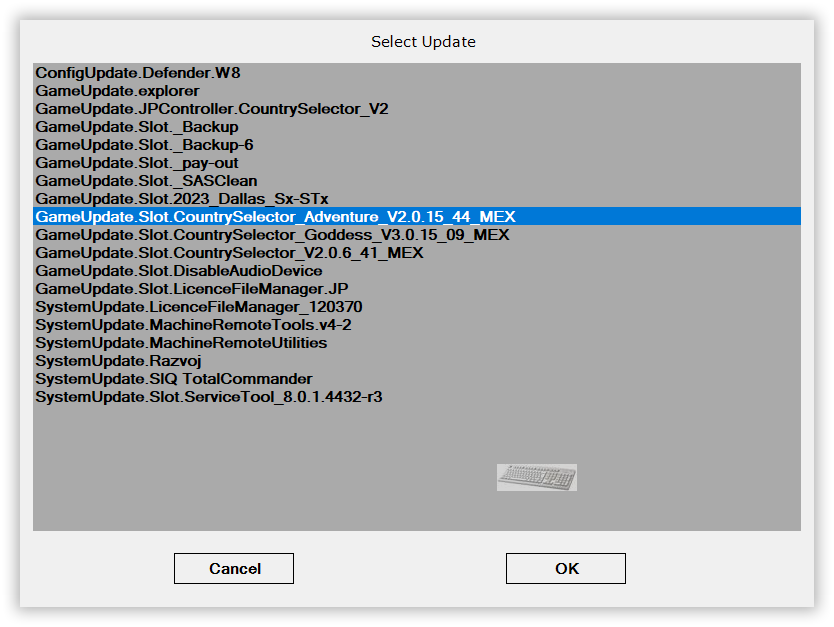 Select Update
ConfigUpdate.Defender.W8
GameUpdate.explorer
GameUpdate.JPController.CountrySelector_V2
GameUpdate.Slot._Backup
GameUpdate.Slot._Backup-6
GameUpdate.Slot._pay-out
GameUpdate.Slot._SASClean
GameUpdate.Slot.2023_Dallas_Sx-STx
GameUpdate.Slot.CountrySelector_Adventure_V2.0.15_44_MEX
GameUpdate.Slot.CountrySelector_Goddess_V3.0.15_09_MEX
GameUpdate.Slot.CountrySelector_V2.0.6_41_MEX
GameUpdate.Slot.DisableAudioDevice
GameUpdate.Slot.LicenceFileManager.JP
SystemUpdate.LicenceFileManager_120370
SystemUpdate.MachineRemoteTools.v4-2
SystemUpdate.MachineRemoteUtilities
SystemUpdate.Razvoj
SystemUpdate.SIQ TotalCommander
SystemUpdate.Slot.ServiceTool_8.0.1.4432-r3
Cancel OK